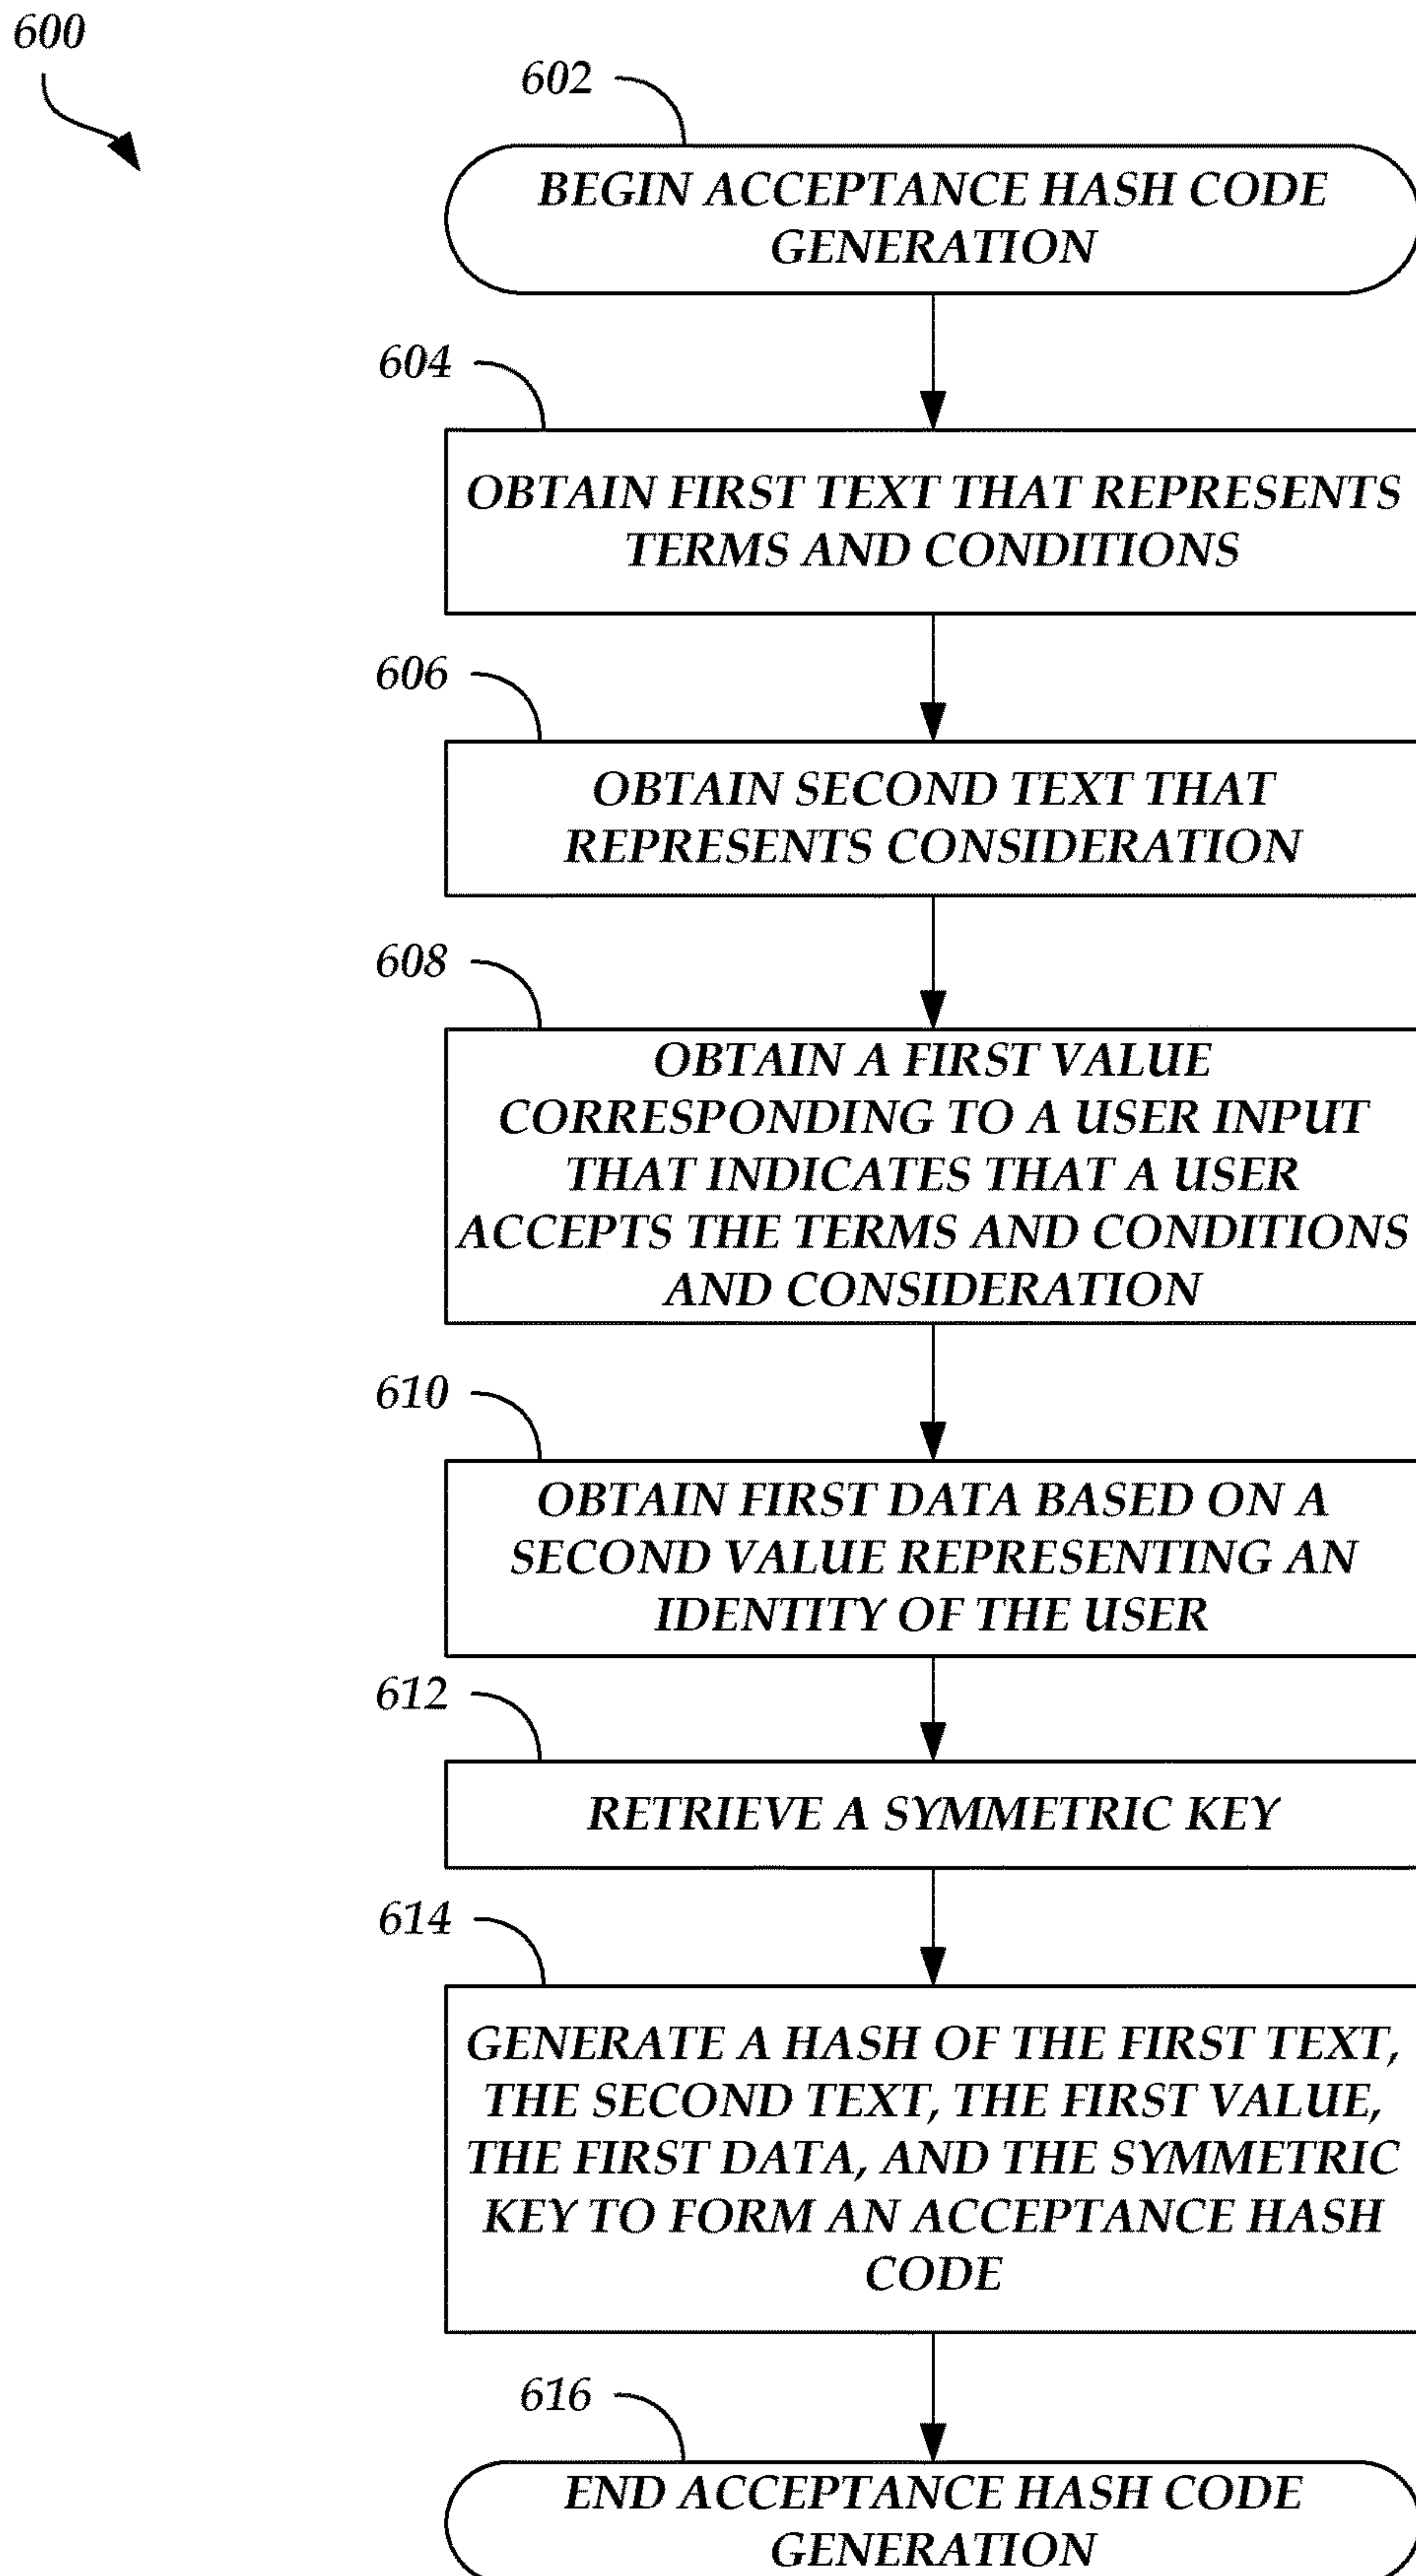 600
602
BEGIN ACCEPTANCE HASH CODE
GENERATION
604
OBTAIN FIRST TEXT THAT REPRESENTS
TERMS AND CONDITIONS
606
OBTAIN SECOND TEXT THAT
REPRESENTS CONSIDERATION
608
OBTAIN A FIRST VALUE
CORRESPONDING TO A USER INPUT
THAT INDICATES THAT A USER
ACCEPTS THE TERMS AND CONDITIONS
AND CONSIDERATION
610
OBTAIN FIRST DATA BASED ON A
SECOND VALUE REPRESENTING AN
IDENTITY OF THE USER
612
RETRIEVE A SYMMETRIC KEY
614
GENERATE A HASH OF THE FIRST TEXT,
THE SECOND TEXT, THE FIRST VALUE,
THE FIRST DATA, AND THE SYMMETRIC
KEY TO FORM AN ACCEPTANCE HASH
CODE
616
END ACCEPTANCE HASH CODE
GENERATION